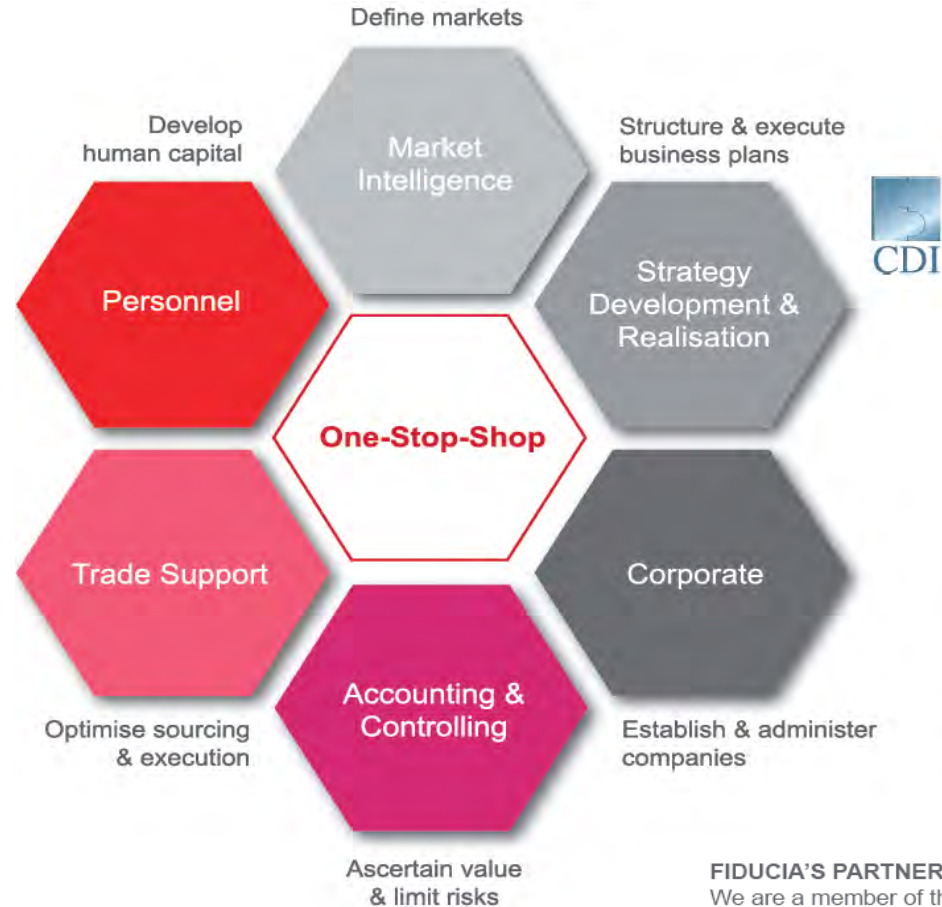 Define markets
Market
Intelligence
Structure & execute
business plans
Strategy
Development &
Realisation
CDI
Corporate
Establish & administer
companies
Accounting &
Controlling
Ascertain value
& limit risks
Trade Support
Optimise sourcing
& execution
Develop
human capital
Personnel
One-Stop-Shop
FIDUCIA'S PARTNER
We are a member of th